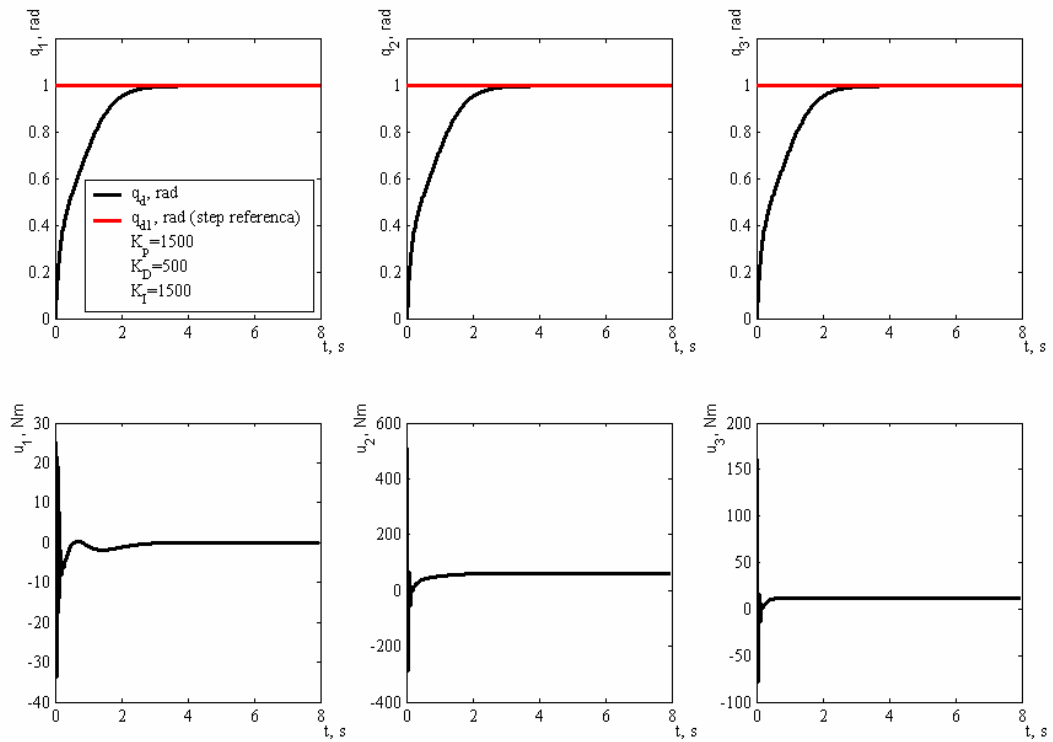 q1, rad
1
0.8
0.6
0.4
0.2
0
0 2 4 6 8
t, s
qd, rad
qd1, rad (step referenca)
KP=1500
KD=500
KI=1500
q2, rad
1
0.8
0.6
0.4
0.2
0
0 2 4 6 8
t, s
q3, rad
1
0.8
0.6
0.4
0.2
0
0 2 4 6 8
t, s
u1, Nm
30
20
10
0
-10
-20
-30
-40
0 2 4 6 8
t, s
u2, Nm
600
400
200
0
-200
-400
0 2 4 6 8
t, s
u3, Nm
200
150
100
50
0
-50
-100
0 2 4 6 8
t, s